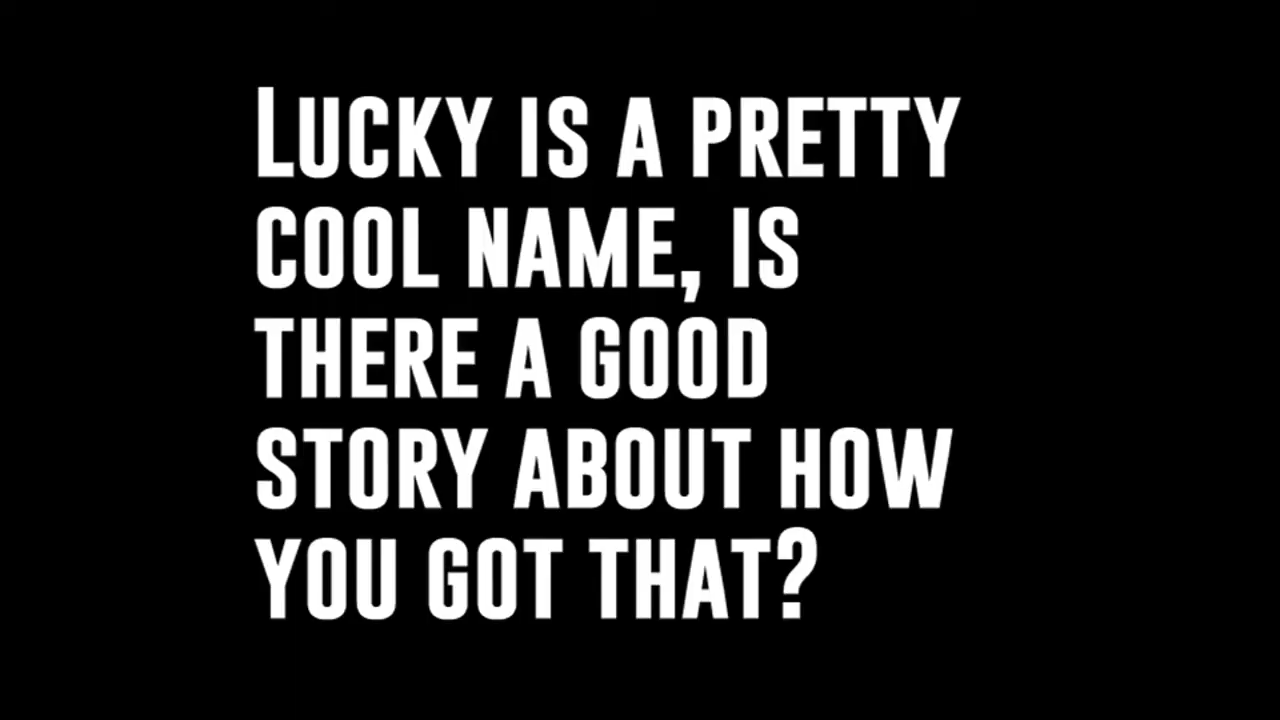 Lucky is a pretty
cool name, is
there a good
story about how
you got that?